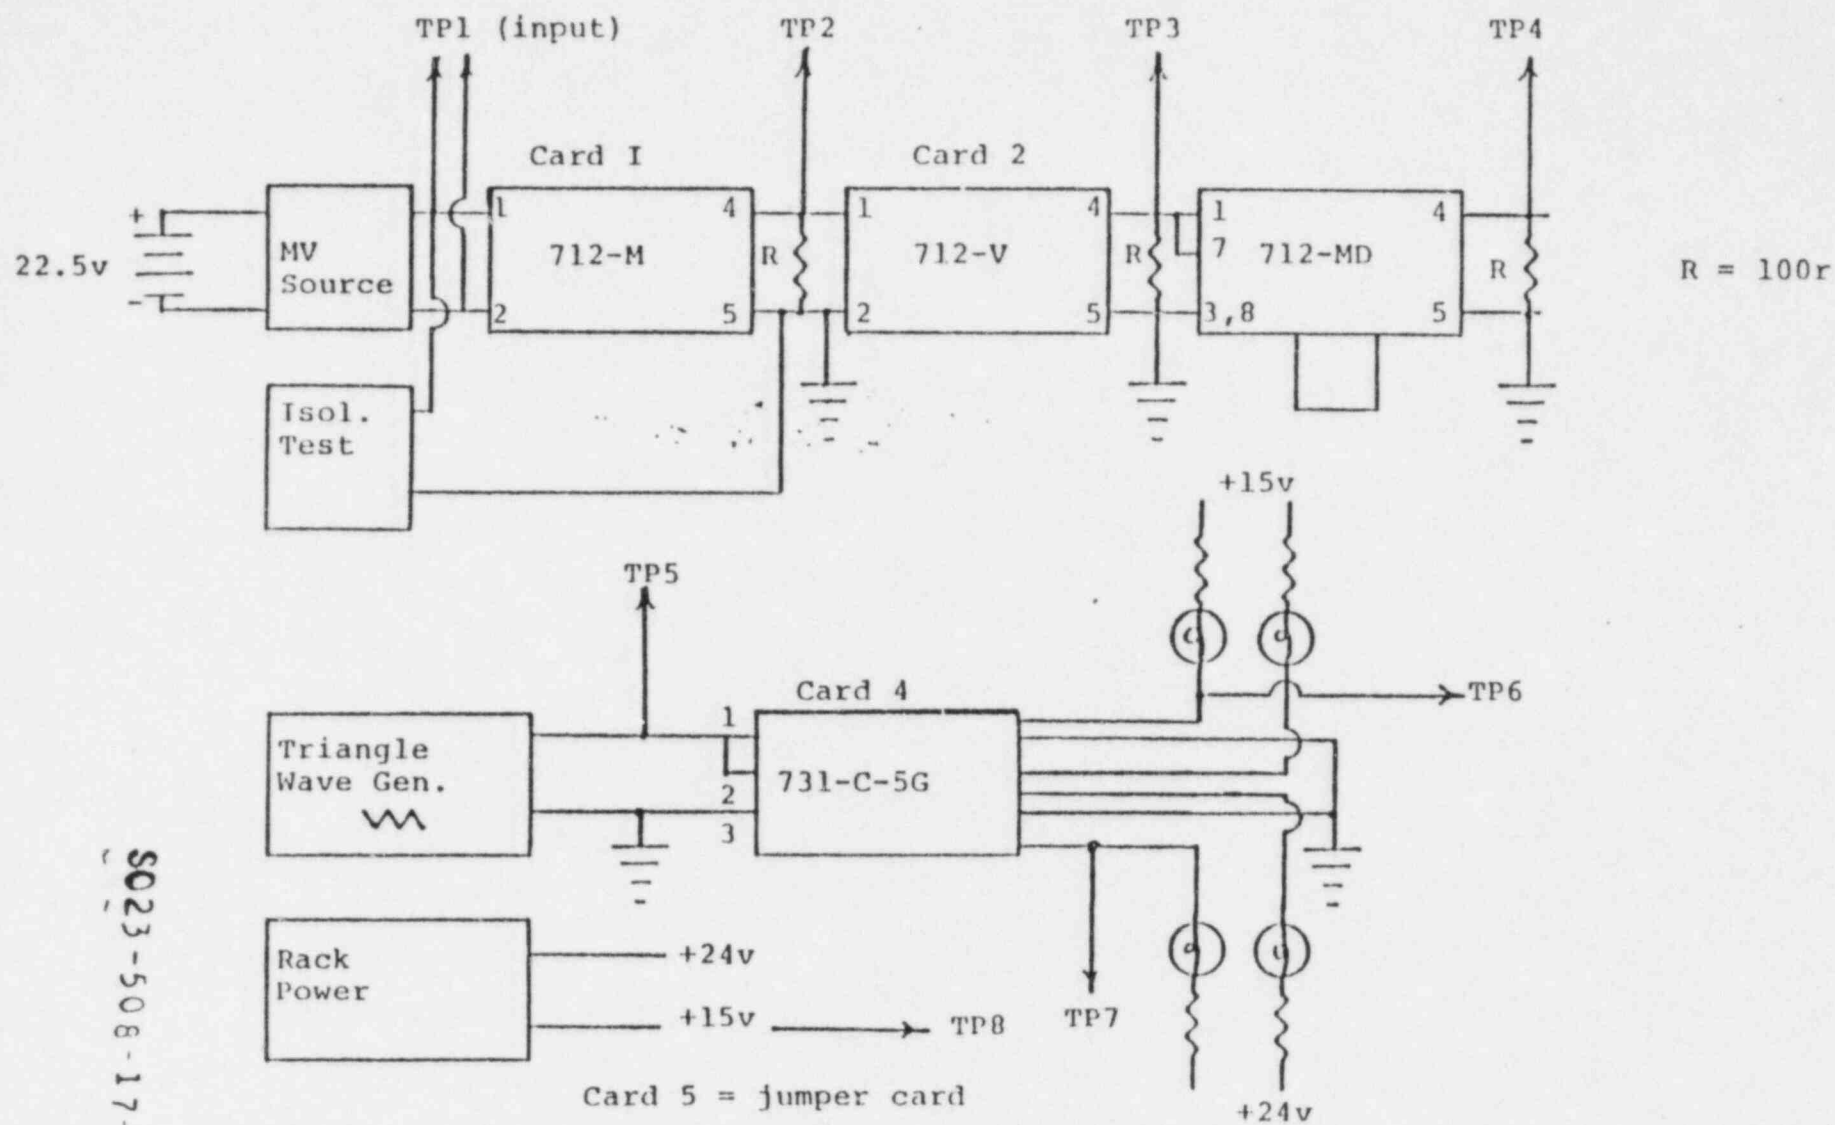 TP1 (input)
TP2
TP3
TP4
Card I
Card 2
+
22.5v
-
MV
Source
1
2
712-M
4
5
R
1
2
712-V
4
5
R
1
7
3,8
712-MD
4
5
R
R = 100r
Isol.
Test
+15v
TP5
Card 4
TP6
Triangle
Wave Gen.
1
2
3
731-C-5G
Rack
Power
+24v
+15v
TP8
TP7
+24v
Card 5 = jumper card
S023-508-17-